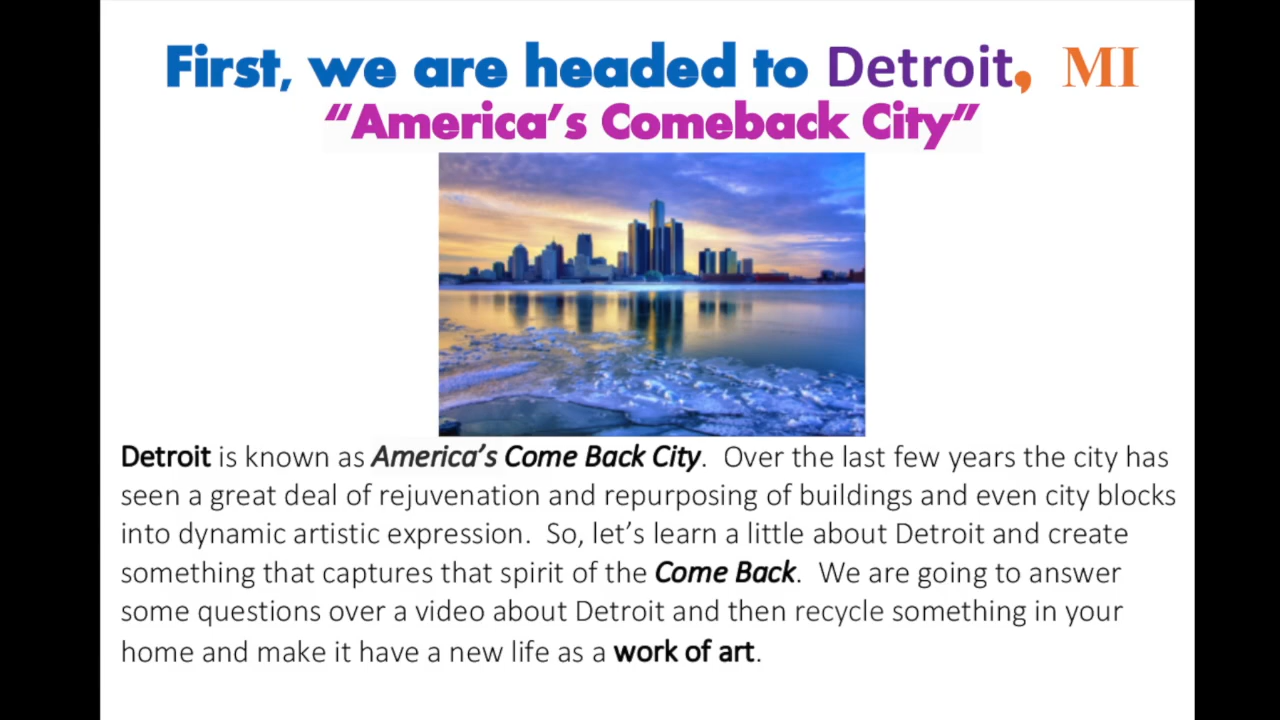 First, we are headed to Detroit, MI
“America’s Comeback City”
Detroit is known as America’s Come Back City. Over the last few years the city has
seen a great deal of rejuvenation and repurposing of buildings and even city blocks
into dynamic artistic expression. So, let’s learn a little about Detroit and create
something that captures that spirit of the Come Back. We are going to answer
some questions over a video about Detroit and then recycle something in your
home and make it have a new life as a work of art.